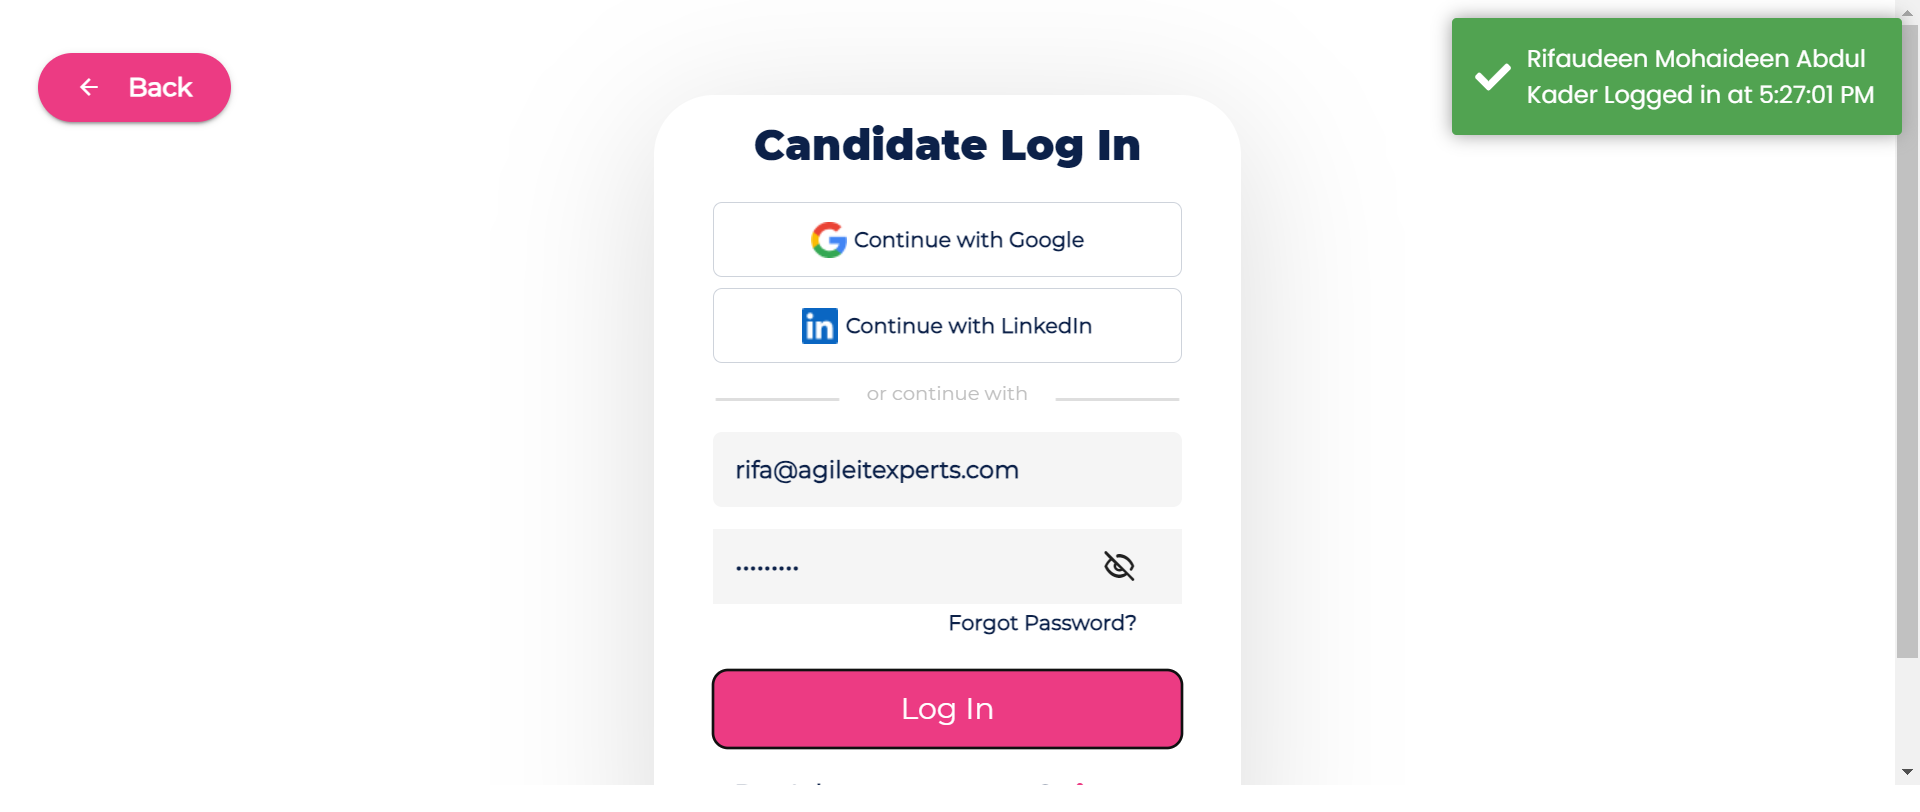 Back
Rifaudeen Mohaideen Abdul
Kader Logged in at 5:27:01 PM
Candidate Log In
Continue with Google
in Continue with LinkedIn
or continue with
rifa@agileitexperts.com
Forgot Password?
Log In